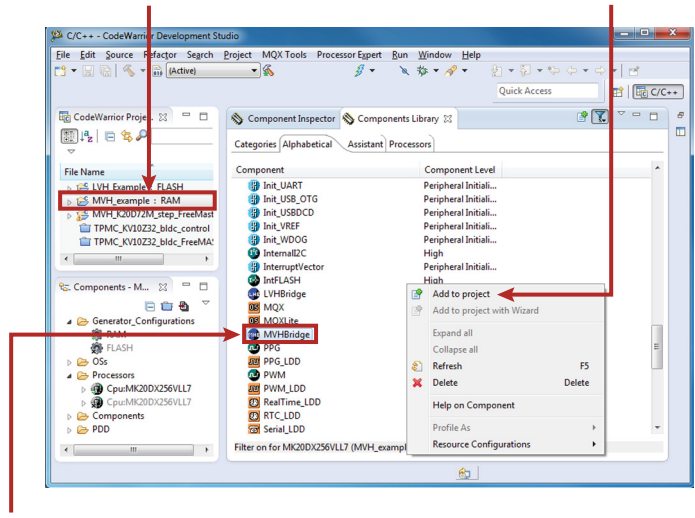 C/C++ - CodeWarrior Development Studio
File Edit Source Refactor Search Project MQX Tools Processor Expert Run Window Help
(Active)
Quick Access
C/C++
CodeWarrior Proje...
File Name
LVH_Example : FLASH
MVH_example : RAM
MVH_K20D72M_step_FreeMast
TPMC_KV10Z32_bldc_control
TPMC_KV10Z32_bldc_FreeMA
Components - M...
Generator_Configurations
RAM
FLASH
OSs
Processors
Cpu:MK20DX256VLL7
Cpu:MK20DX256VLL7
Components
PDD
Component Inspector
Components Library
Categories Alphabetical Assistant Processors
Component Component Level
Init_UART Peripheral Initiali...
Init_USB_OTG Peripheral Initiali...
Init_USBDCD Peripheral Initiali...
Init_VREF Peripheral Initiali...
Init_WDOG Peripheral Initiali...
InternalI2C High
InterruptVector Peripheral Initiali...
IntFLASH High
LVHBridge
MQX
MQXLite
MVHBridge
PPG
PPG_LDD
PWM
PWM_LDD
RealTime_LDD
RTC_LDD
Serial_LDD
Filter on for MK20DX256VLL7 (MVH_exampl
Add to project
Add to project with Wizard
Expand all
Collapse all
Refresh F5
Delete Delete
Help on Component
Profile As
Resource Configurations